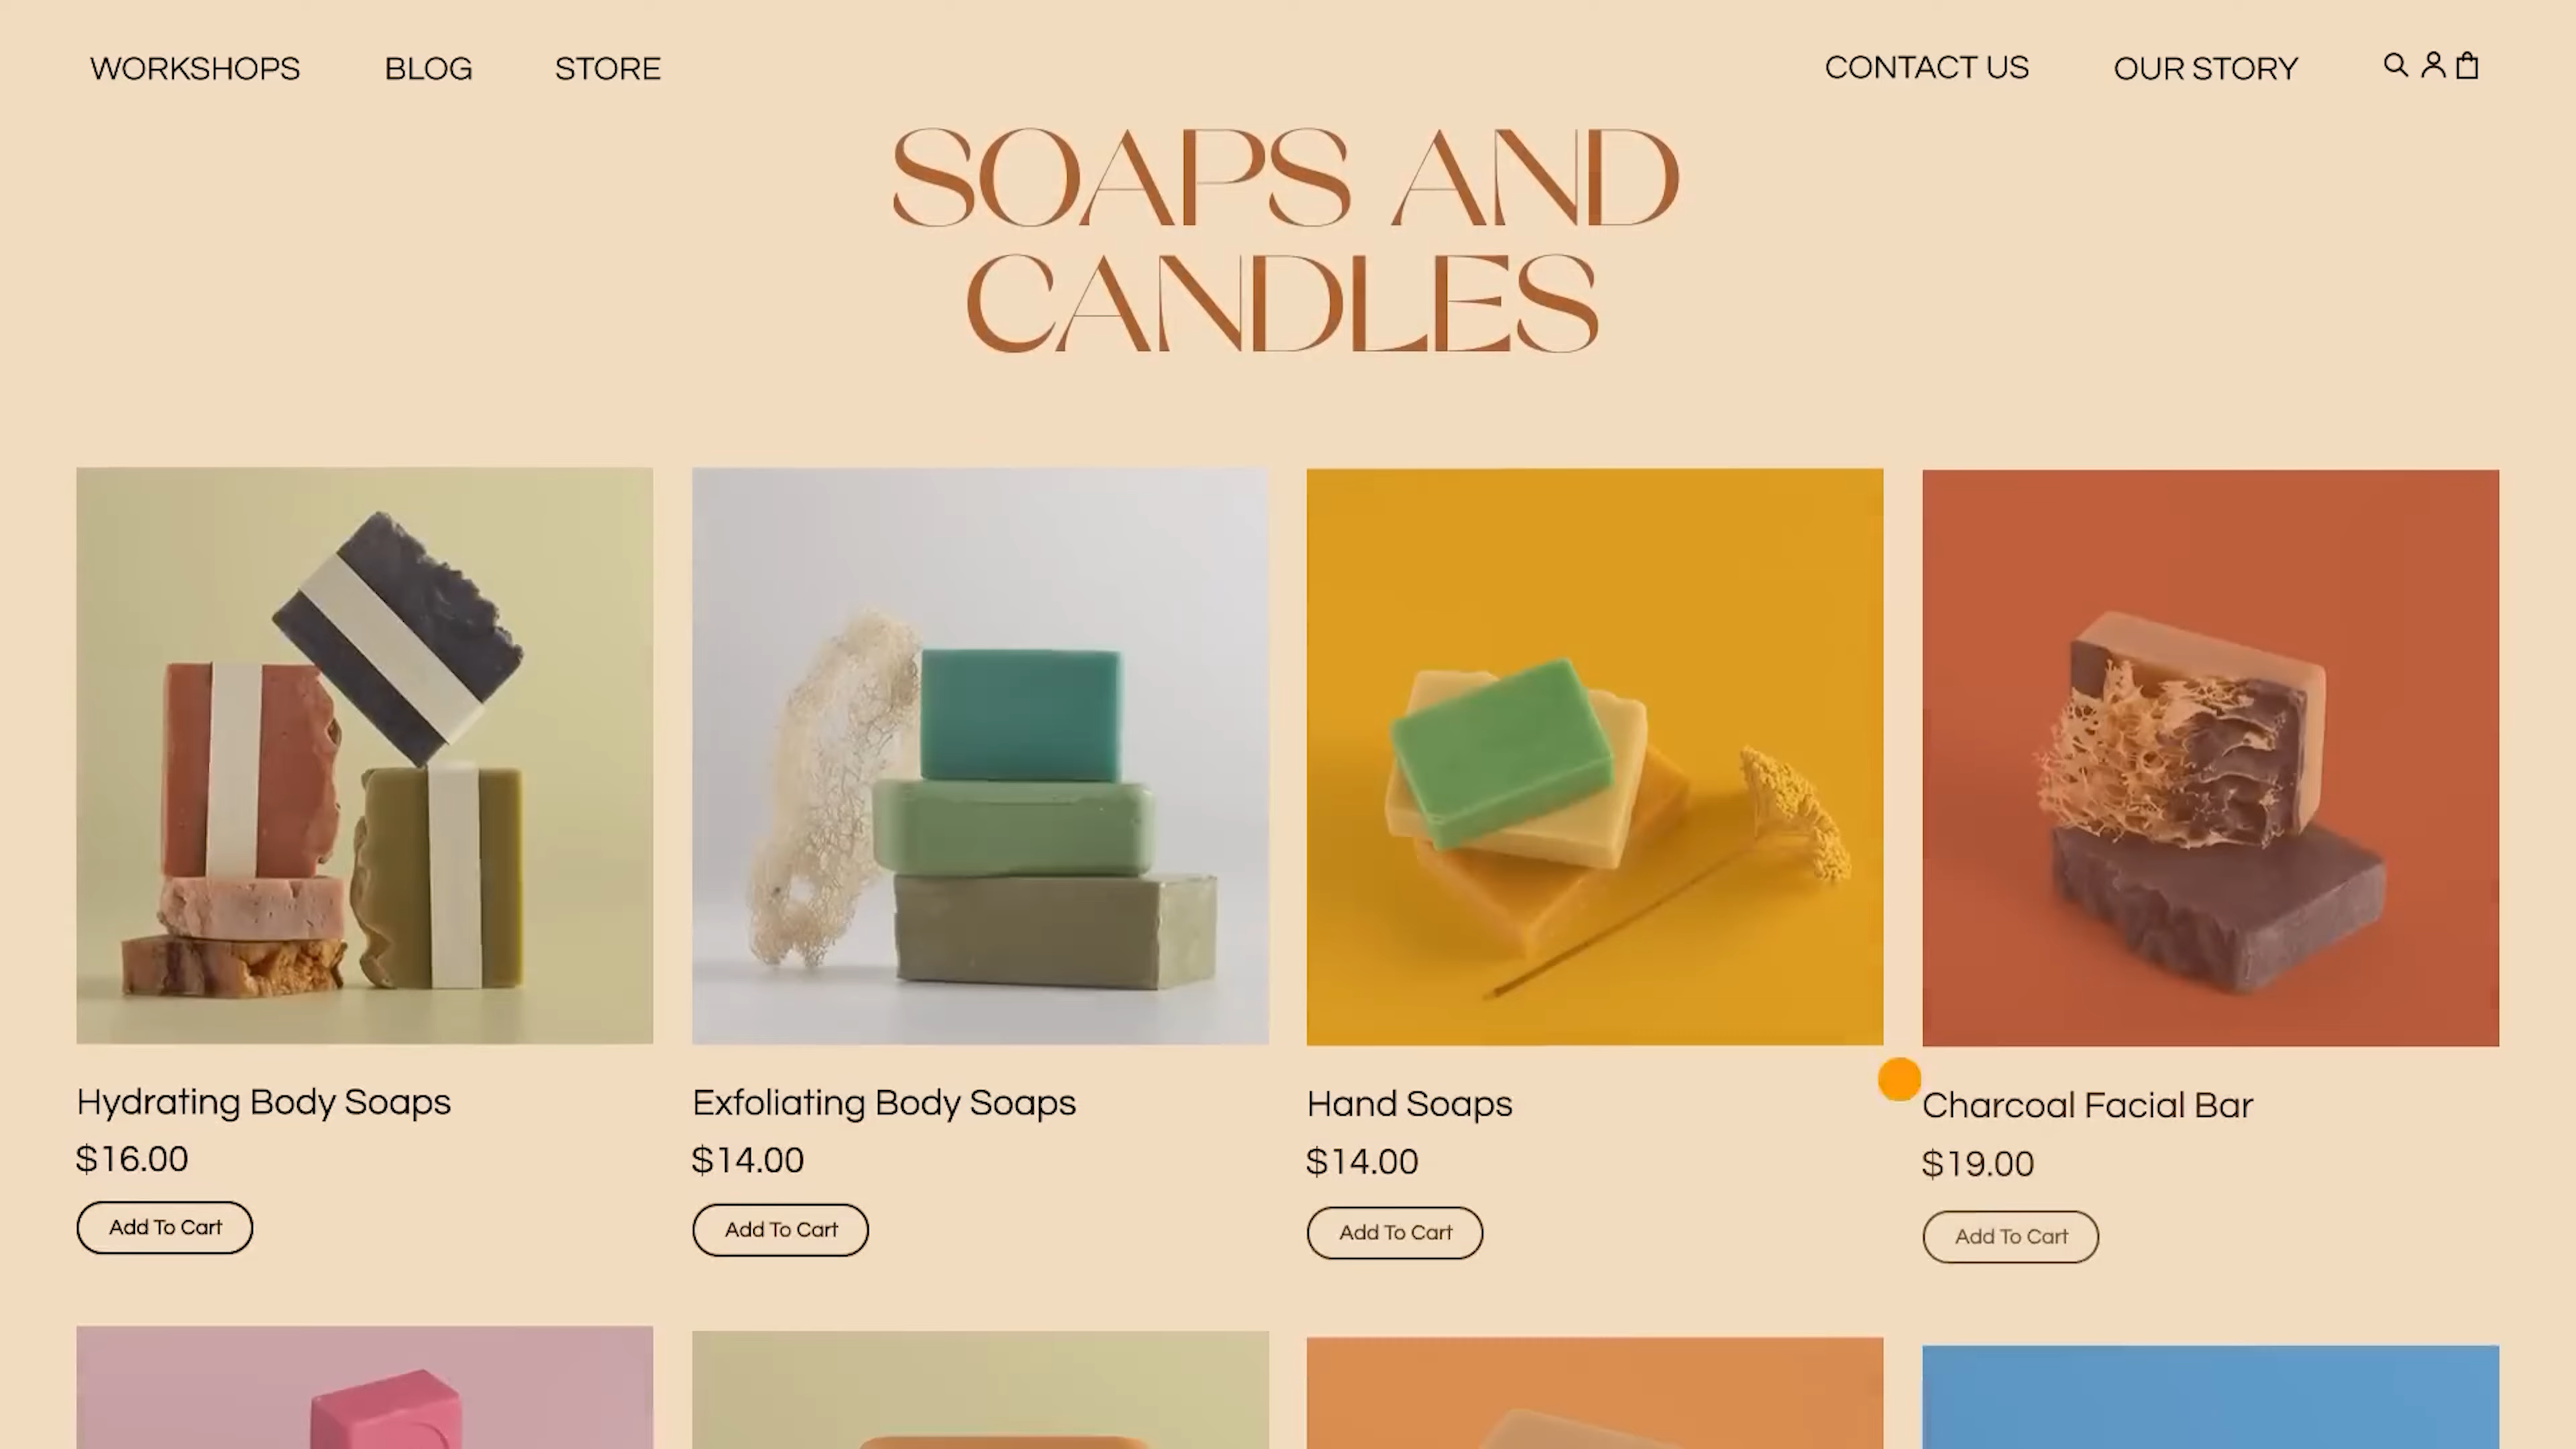 WORKSHOPS
BLOG
STORE
CONTACT US
OUR STORY
SOAPS AND
CANDLES
Hydrating Body Soaps
$16.00
Add To Cart
Exfoliating Body Soaps
$14.00
Add To Cart
Hand Soaps
$14.00
Add To Cart
Charcoal Facial Bar
$19.00
Add To Cart